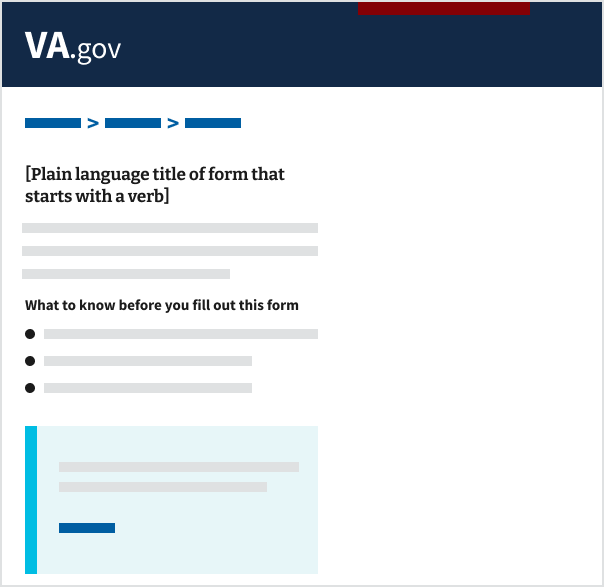 VA.gov
> >
[Plain language title of form that
starts with a verb]
What to know before you fill out this form